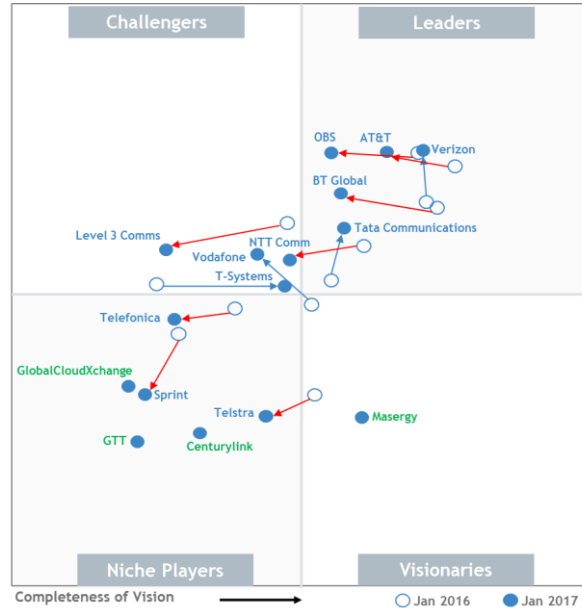 Challengers
Leaders
OBS
AT&T
Verizon
BT Global
Tata Communications
Level 3 Comms
NTT Comm
Vodafone
T-Systems
Telefonica
GlobalCloudXchange
Sprint
Telstra
Masergy
GTT
Centurylink
Niche Players
Visionaries
Completeness of Vision
Jan 2016
Jan 2017